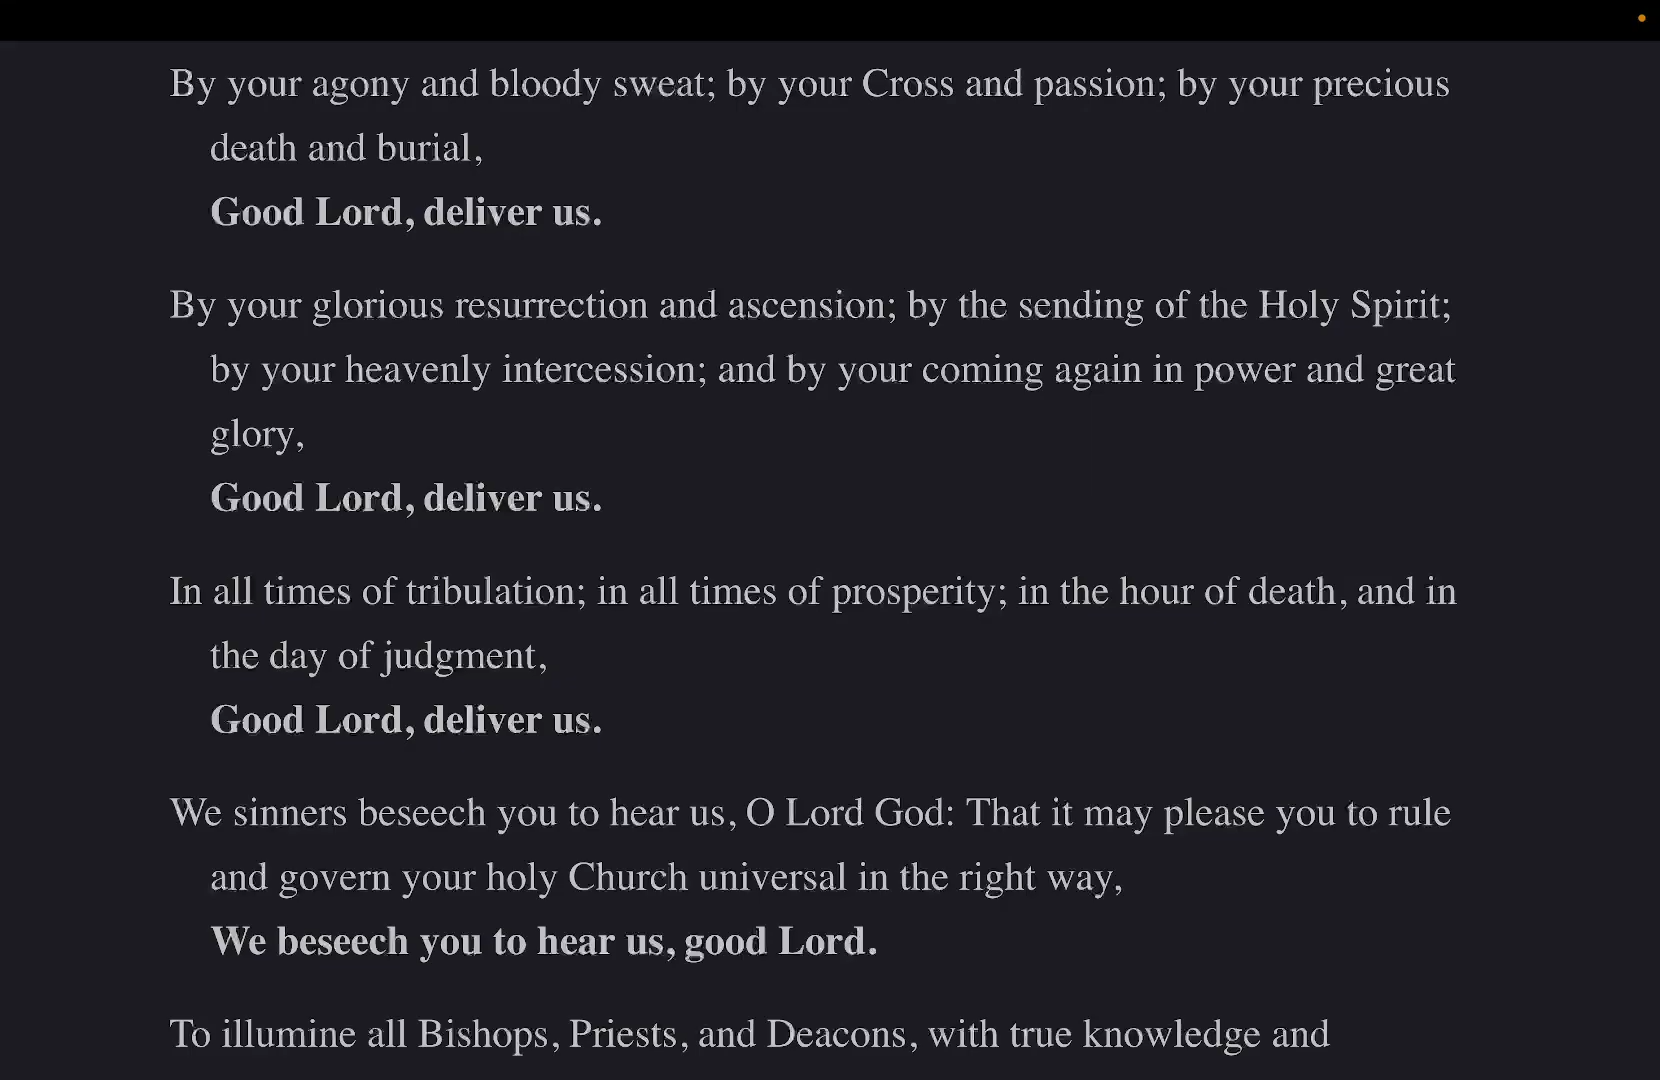 By your agony and bloody sweat; by your Cross and passion; by your precious
death and burial,
Good Lord, deliver us.
By your glorious resurrection and ascension; by the sending of the Holy Spirit;
by your heavenly intercession; and by your coming again in power and great
glory,
Good Lord, deliver us.
In all times of tribulation; in all times of prosperity; in the hour of death, and in
the day of judgment,
Good Lord, deliver us.
We sinners beseech you to hear us, O Lord God: That it may please you to rule
and govern your holy Church universal in the right way,
We beseech you to hear us, good Lord.
To illumine all Bishops, Priests, and Deacons, with true knowledge and